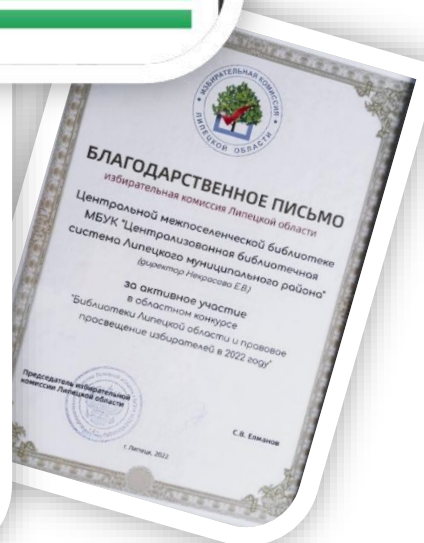 ИЗБИРАТЕЛЬНАЯ КОМИССИЯ
ЛИПЕЦКОЙ ОБЛАСТИ
БЛАГОДАРСТВЕННОЕ ПИСЬМО
избирательная комиссия Липецкой области
Центральной межпоселенческой библиотеке
МБУК "Централизованная библиотечная
система Липецкого муниципального района"
(директор Некрасова Е.В.)
за активное участие
в областном конкурсе
"Библиотеки Липецкой области и правовое
просвещение избирателей в 2022 году"
Председатель избирательной
комиссии Липецкой области
С.В. Елманов
г. Липецк, 2022